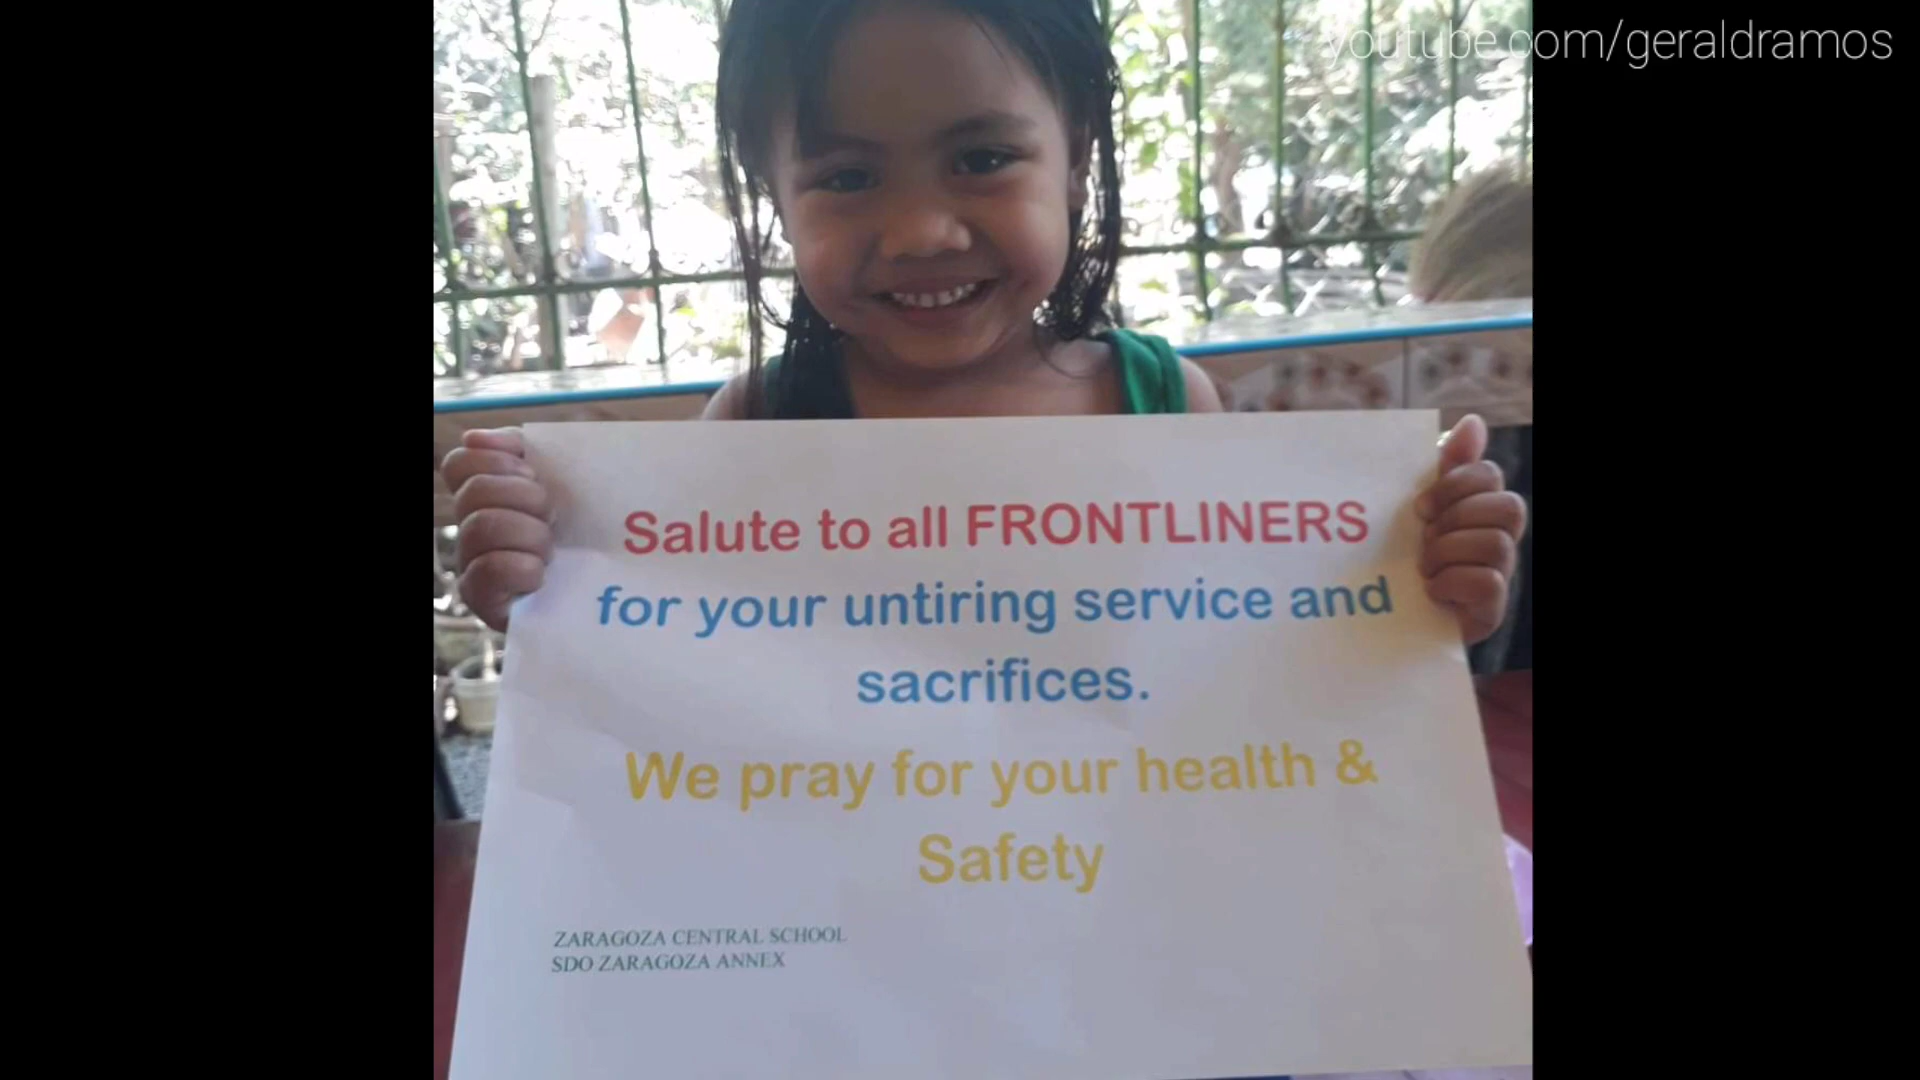 youtube.com/geraldramos
Salute to all FRONTLINERS
for your untiring service and
sacrifices.
We pray for your health &
Safety
ZARAGOZA CENTRAL SCHOOL
SDO ZARAGOZA ANNEX